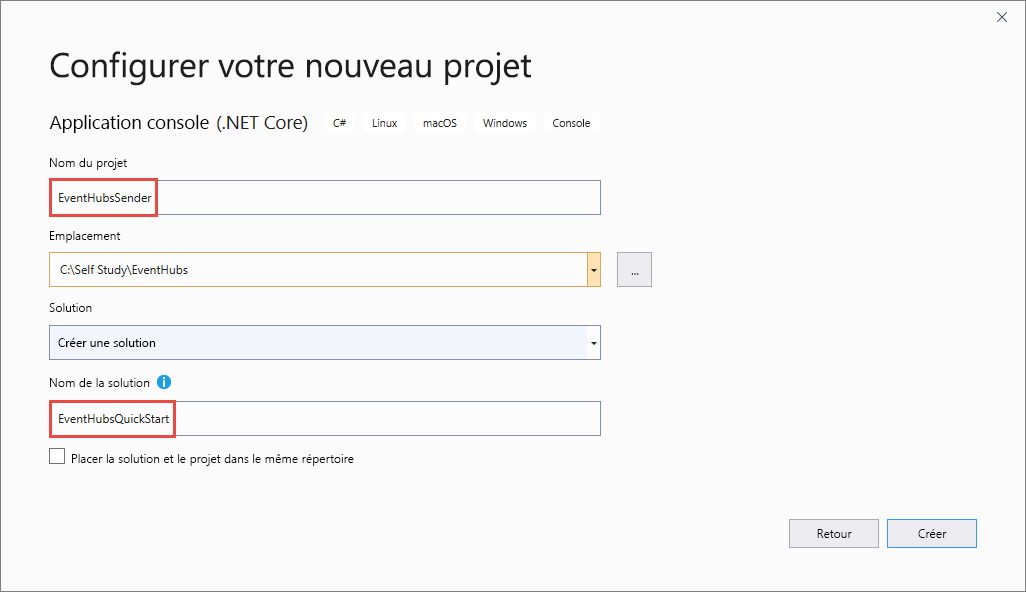 Configurer votre nouveau projet
Application console (.NET Core) C# Linux macOS Windows Console
Nom du projet
EventHubsSender
Emplacement
C:\Self Study\EventHubs
...
Solution
Créer une solution
Nom de la solution
EventHubsQuickStart
Placer la solution et le projet dans le même répertoire
Retour Créer